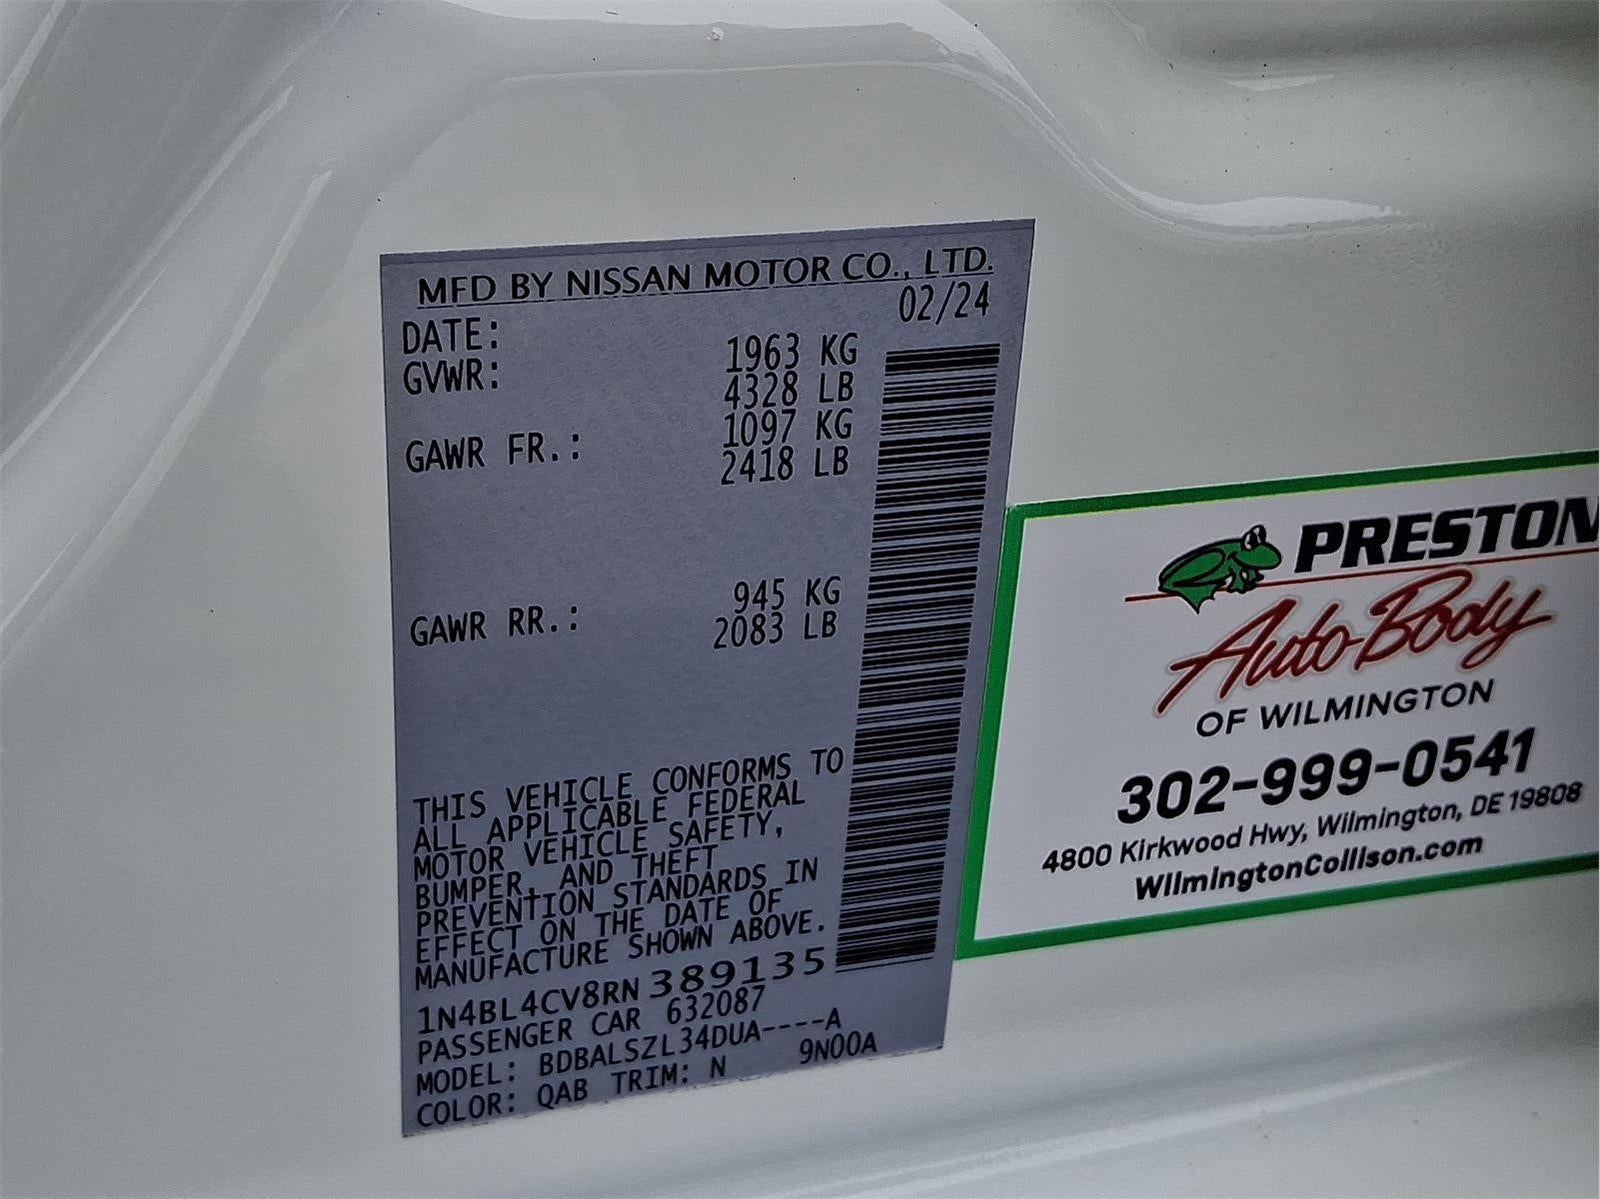 MFD BY NISSAN MOTOR CO., LTD.
DATE: 02/24
GVWR: 1963 KG
4328 LB
GAWR FR.: 1097 KG
2418 LB
GAWR RR.: 945 KG
2083 LB
THIS VEHICLE CONFORMS TO
ALL APPLICABLE FEDERAL
MOTOR VEHICLE SAFETY,
BUMPER, AND THEFT
PREVENTION STANDARDS IN
EFFECT ON THE DATE OF
MANUFACTURE SHOWN ABOVE.
1N4BL4CV8RN389135
PASSENGER CAR 632087
MODEL: BDBALSZL34DUA----A
COLOR: QAB TRIM: N 9N00A
PRESTON
Auto-Body
OF WILMINGTON
302-999-0541
4800 Kirkwood Hwy, Wilmington, DE 19808
WilmingtonCollison.com